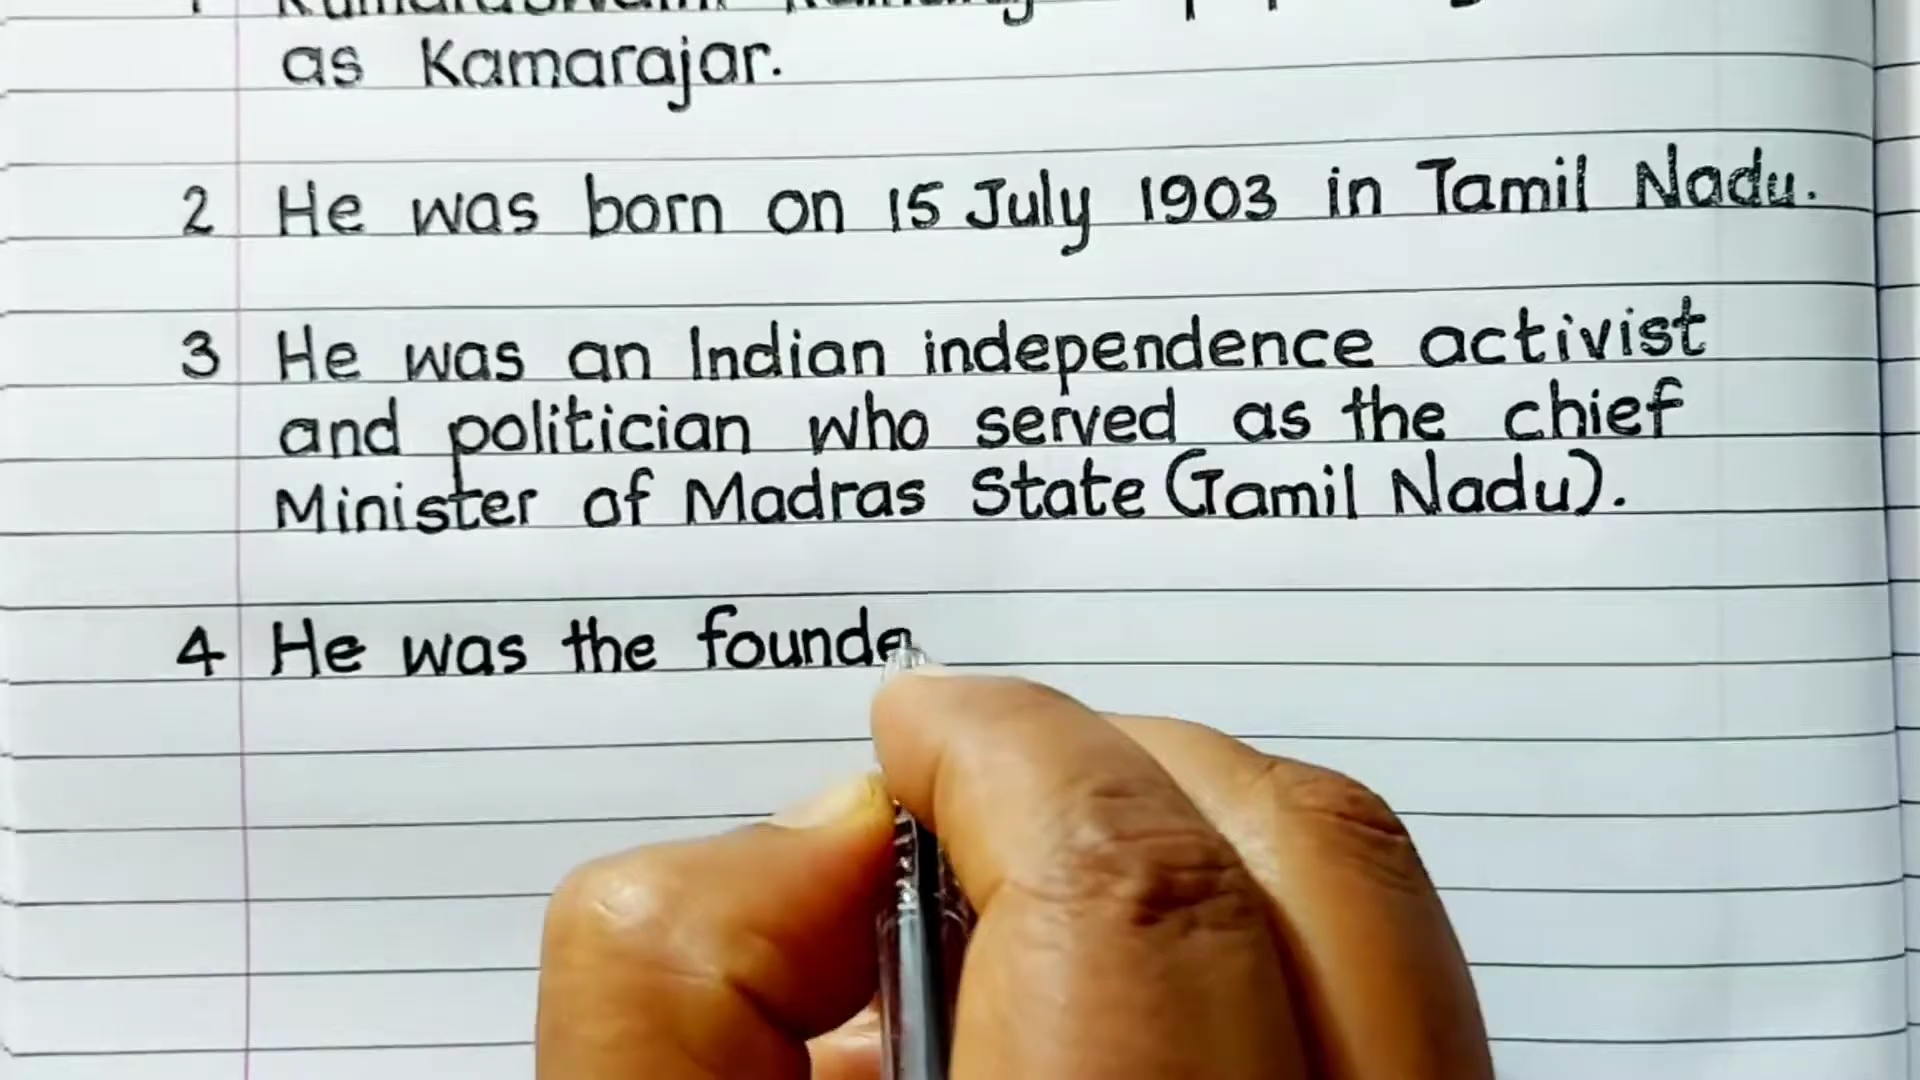 as Kamarajar.
2 He was born on 15 July 1903 in Tamil Nadu.
3 He was an Indian independence activist
and politician who served as the chief
Minister of Madras State (Tamil Nadu).
4 He was the founde